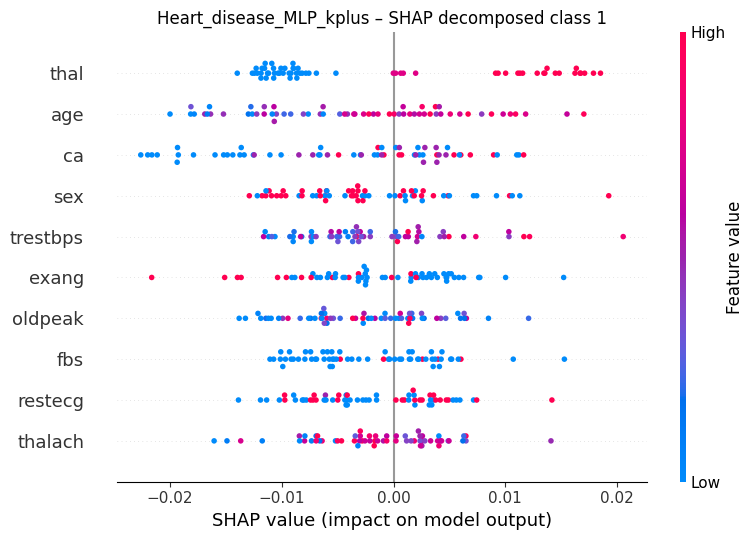 Heart_disease_MLP_kplus – SHAP decomposed class 1
High
thal
age
ca
sex
trestbps
exang
oldpeak
fbs
restecg
thalach
Feature value
Low
−0.02 −0.01 0.00 0.01 0.02
SHAP value (impact on model output)